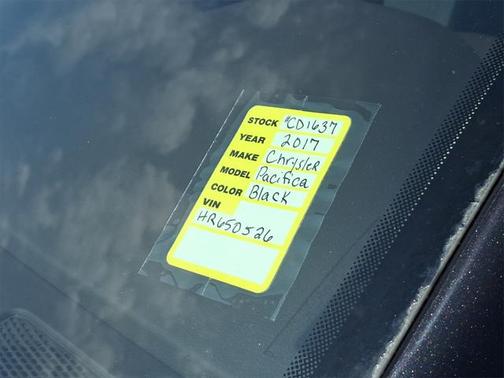 STOCK #CD1637
YEAR 2017
MAKE Chrysler
MODEL Pacifica
COLOR Black
VIN
HR650526